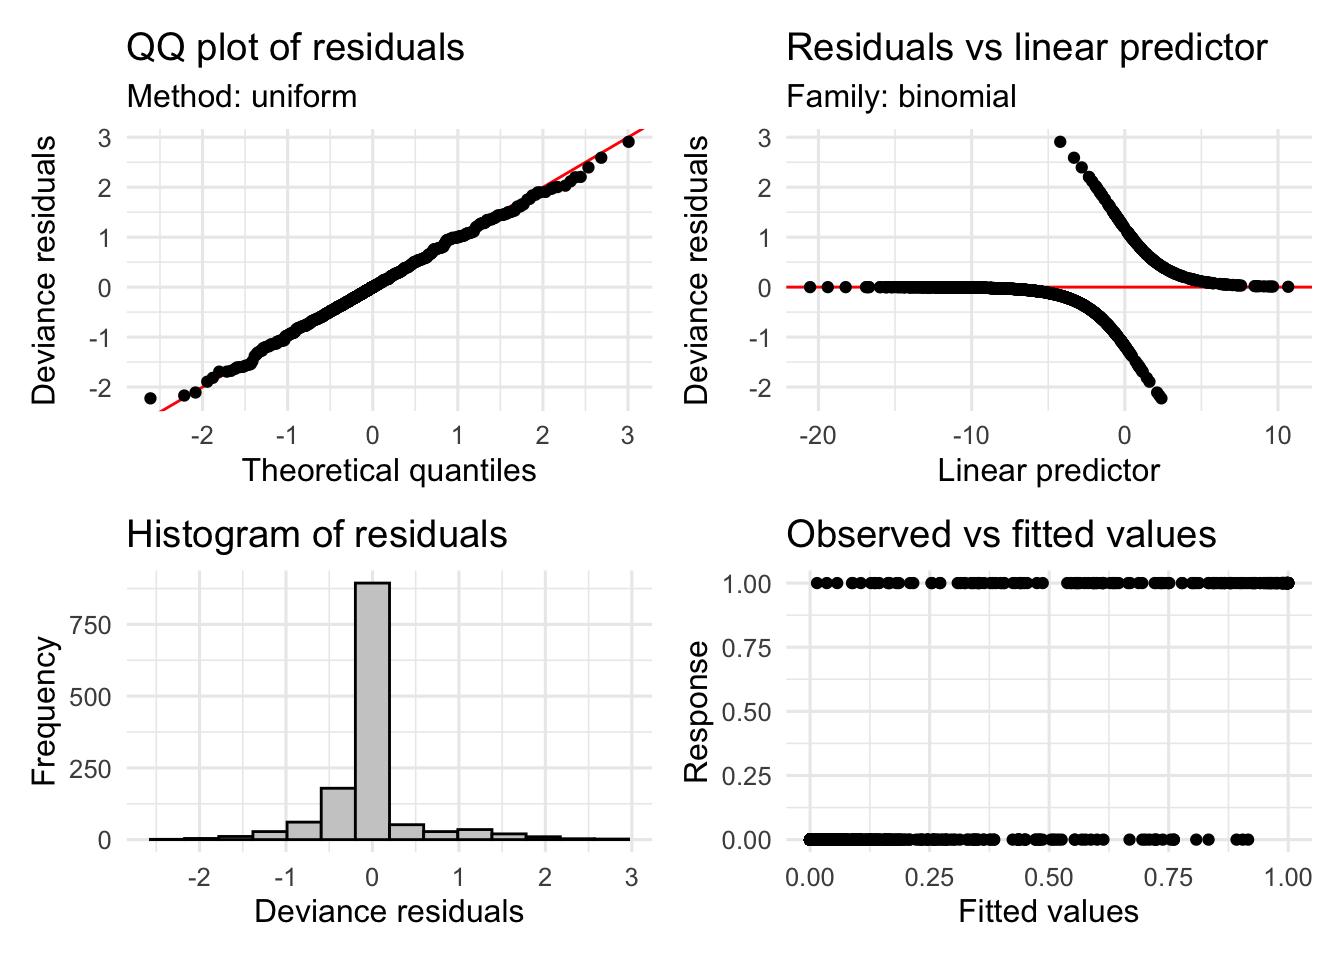 QQ plot of residuals
Method: uniform
Deviance residuals
3
2
1
0
-1
-2
-2 -1 0 1 2 3
Theoretical quantiles
Residuals vs linear predictor
Family: binomial
Deviance residuals
3
2
1
0
-1
-2
-20 -10 0 10
Linear predictor
Histogram of residuals
Frequency
750
500
250
0
-2 -1 0 1 2 3
Deviance residuals
Observed vs fitted values
Response
1.00
0.75
0.50
0.25
0.00
0.00 0.25 0.50 0.75 1.00
Fitted values